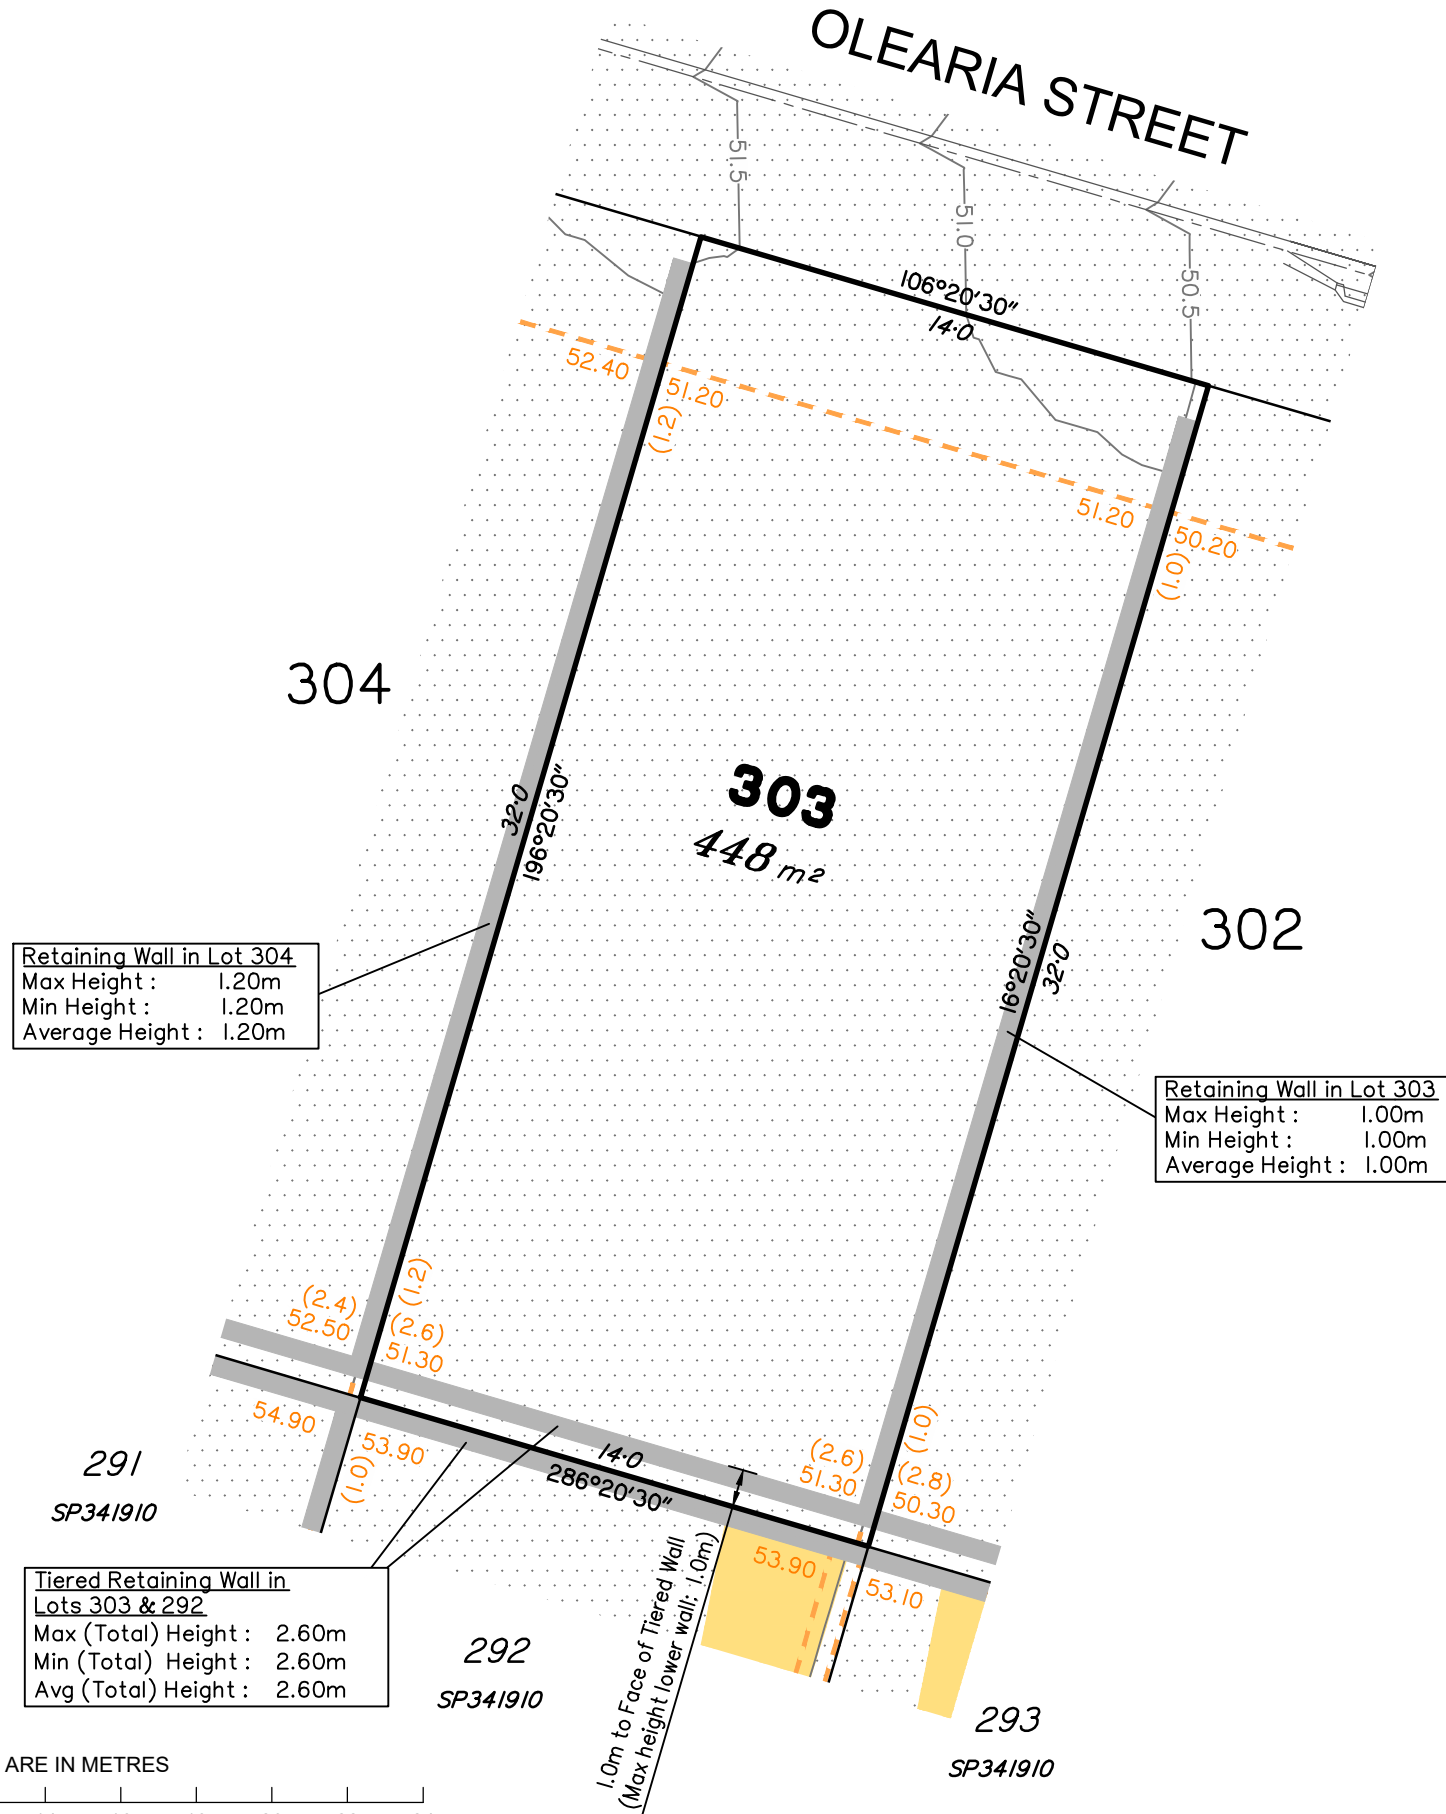 OLEARIA STREET
51.5
51.0
50.5
106°20'30"
14·0
52.40
51.20
(1.2)
51.20
50.20
(1.0)
304
303
448 m²
302
32·0
196°20'30"
16°20'30"
32·0
Retaining Wall in Lot 304
Max Height : 1.20m
Min Height : 1.20m
Average Height : 1.20m
Retaining Wall in Lot 303
Max Height : 1.00m
Min Height : 1.00m
Average Height : 1.00m
(2.4)
52.50
(1.2)
(2.6)
51.30
54.90
53.90
(1.0)
14·0
286°20'30"
(2.6)
51.30
(1.0)
(2.8)
50.30
53.90
53.10
291
SP341910
Tiered Retaining Wall in
Lots 303 & 292
Max (Total) Height : 2.60m
Min (Total) Height : 2.60m
Avg (Total) Height : 2.60m
292
SP341910
1.0m to Face of Tiered Wall
(Max height lower wall; 1.0m)
293
SP341910
ARE IN METRES